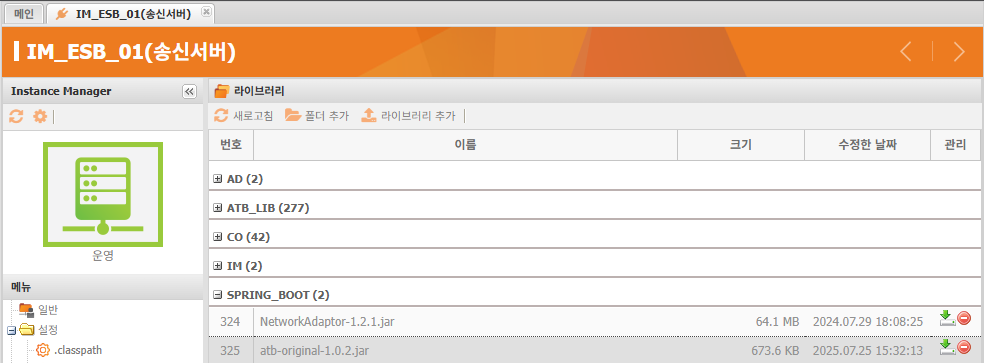 메인 IM_ESB_01(송신서버)
IM_ESB_01(송신서버)
Instance Manager
운영
메뉴
일반
설정
.classpath
라이브러리
새로고침 폴더 추가 라이브러리 추가
번호 이름 크기 수정한 날짜 관리
AD (2)
ATB_LIB (277)
CO (42)
IM (2)
SPRING_BOOT (2)
324 NetworkAdaptor-1.2.1.jar 64.1 MB 2024.07.29 18:08:25
325 atb-original-1.0.2.jar 673.6 KB 2025.07.25 15:32:13